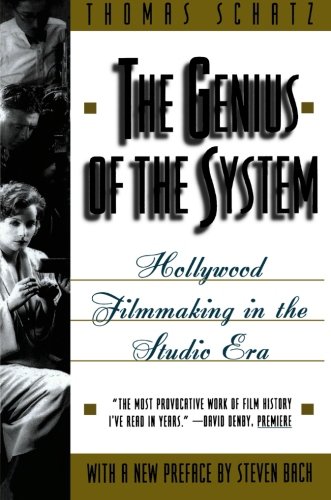 THOMAS SCHATZ
THE GENIUS
OF THE SYSTEM
Hollywood
Filmmaking in the
Studio Era
"THE MOST PROVOCATIVE WORK OF FILM HISTORY
I'VE READ IN YEARS." —DAVID DENBY, PREMIERE
WITH A NEW PREFACE BY STEVEN BACH